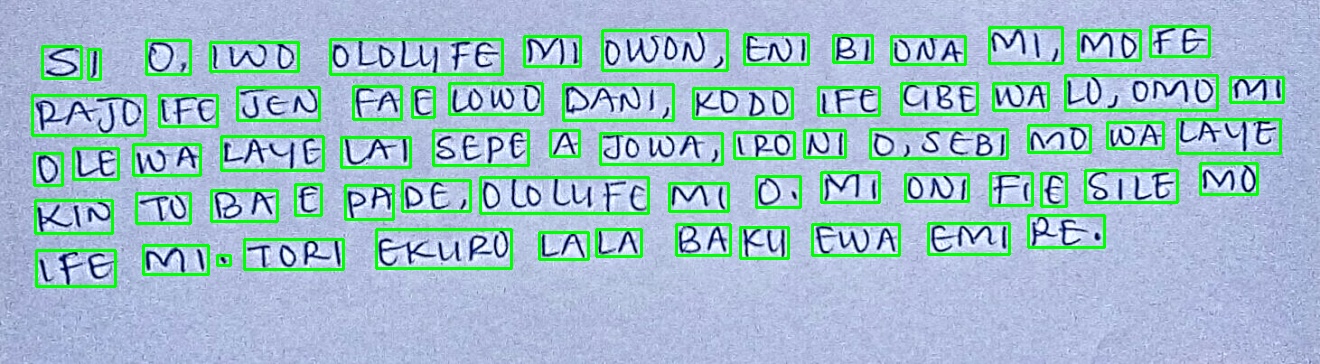 SI O, IWO OLOLUFE MI OWON, ENI BI ONA MI, MO FE
RAJO IFE JEN FA E LOWO DANI, KODO IFE GBE WA LO, OMO MI
O LE WA LAYE LAI SEPE A JOWA, IRO NI O, SEBI MO WA LAYE
KIN TO BA E PADE, OLOLUFE MI O. MI ONI FI E SILE MO
IFE MI. TORI EKURO LALA BAKU EWA EMI RE.